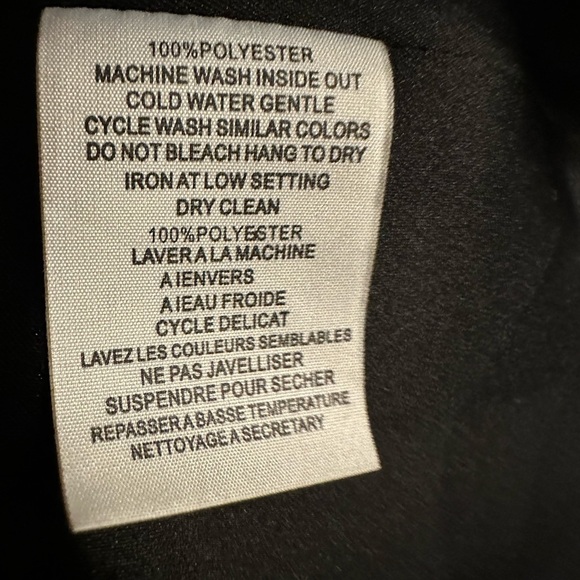 100%POLYESTER
MACHINE WASH INSIDE OUT
COLD WATER GENTLE
CYCLE WASH SIMILAR COLORS
DO NOT BLEACH HANG TO DRY
IRON AT LOW SETTING
DRY CLEAN
100%POLYESTER
LAVER A LA MACHINE
A IENVERS
A IEAU FROIDE
CYCLE DELICAT
LAVEZ LES COULEURS SEMBLABLES
NE PAS JAVELLISER
SUSPENDRE POUR SECHER
REPASSER A BASSE TEMPERATURE
NETTOYAGE A SECRETARY